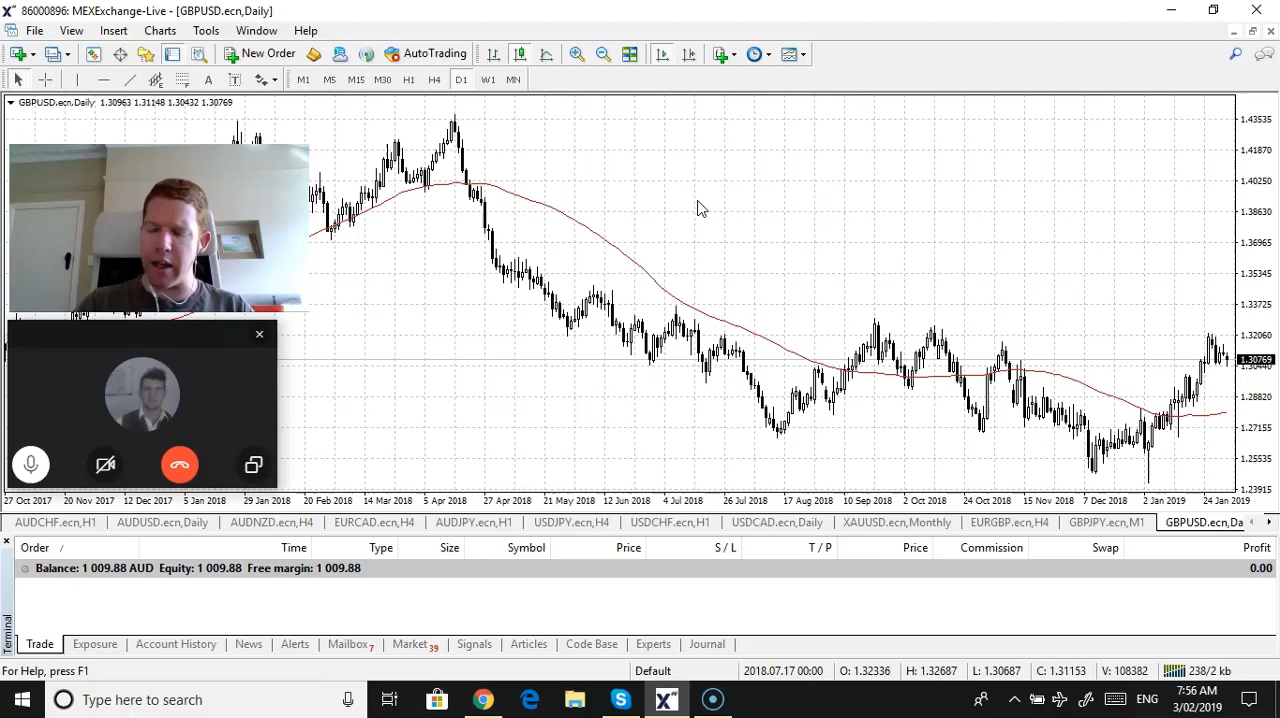 86000896: MEXExchange-Live - [GBPUSD.ecn,Daily]
File View Insert Charts Tools Window Help
New Order AutoTrading
A T M1 M5 M15 M30 H1 H4 D1 W1 MN
GBPUSD.ecn,Daily 1.30963 1.31148 1.30432 1.30769
1.43535
1.41870
1.40250
1.38630
1.36965
1.35345
1.33725
1.32060
1.30769
1.30440
1.28820
1.27155
1.25535
1.23915
27 Oct 2017 20 Nov 2017 12 Dec 2017 5 Jan 2018 29 Jan 2018 20 Feb 2018 14 Mar 2018 5 Apr 2018 27 Apr 2018 21 May 2018 12 Jun 2018 4 Jul 2018 26 Jul 2018 17 Aug 2018 10 Sep 2018 2 Oct 2018 24 Oct 2018 15 Nov 2018 7 Dec 2018 2 Jan 2019 24 Jan 2019
AUDCHF.ecn,H1 AUDUSD.ecn,Daily AUDNZD.ecn,H4 EURCAD.ecn,H4 AUDJPY.ecn,H1 USDJPY.ecn,H4 USDCHF.ecn,H1 USDCAD.ecn,Daily XAUUSD.ecn,Monthly EURGBP.ecn,H4 GBPJPY.ecn,M1 GBPUSD.ecn,Da
Order / Time Type Size Symbol Price S / L T / P Price Commission Swap Profit
Balance: 1 009.88 AUD Equity: 1 009.88 Free margin: 1 009.88 0.00
Terminal
Trade Exposure Account History News Alerts Mailbox 7 Market 39 Signals Articles Code Base Experts Journal
For Help, press F1 Default 2018.07.17 00:00 O: 1.32336 H: 1.32687 L: 1.30687 C: 1.31153 V: 108382 238/2 kb
Type here to search ENG 7:56 AM
3/02/2019